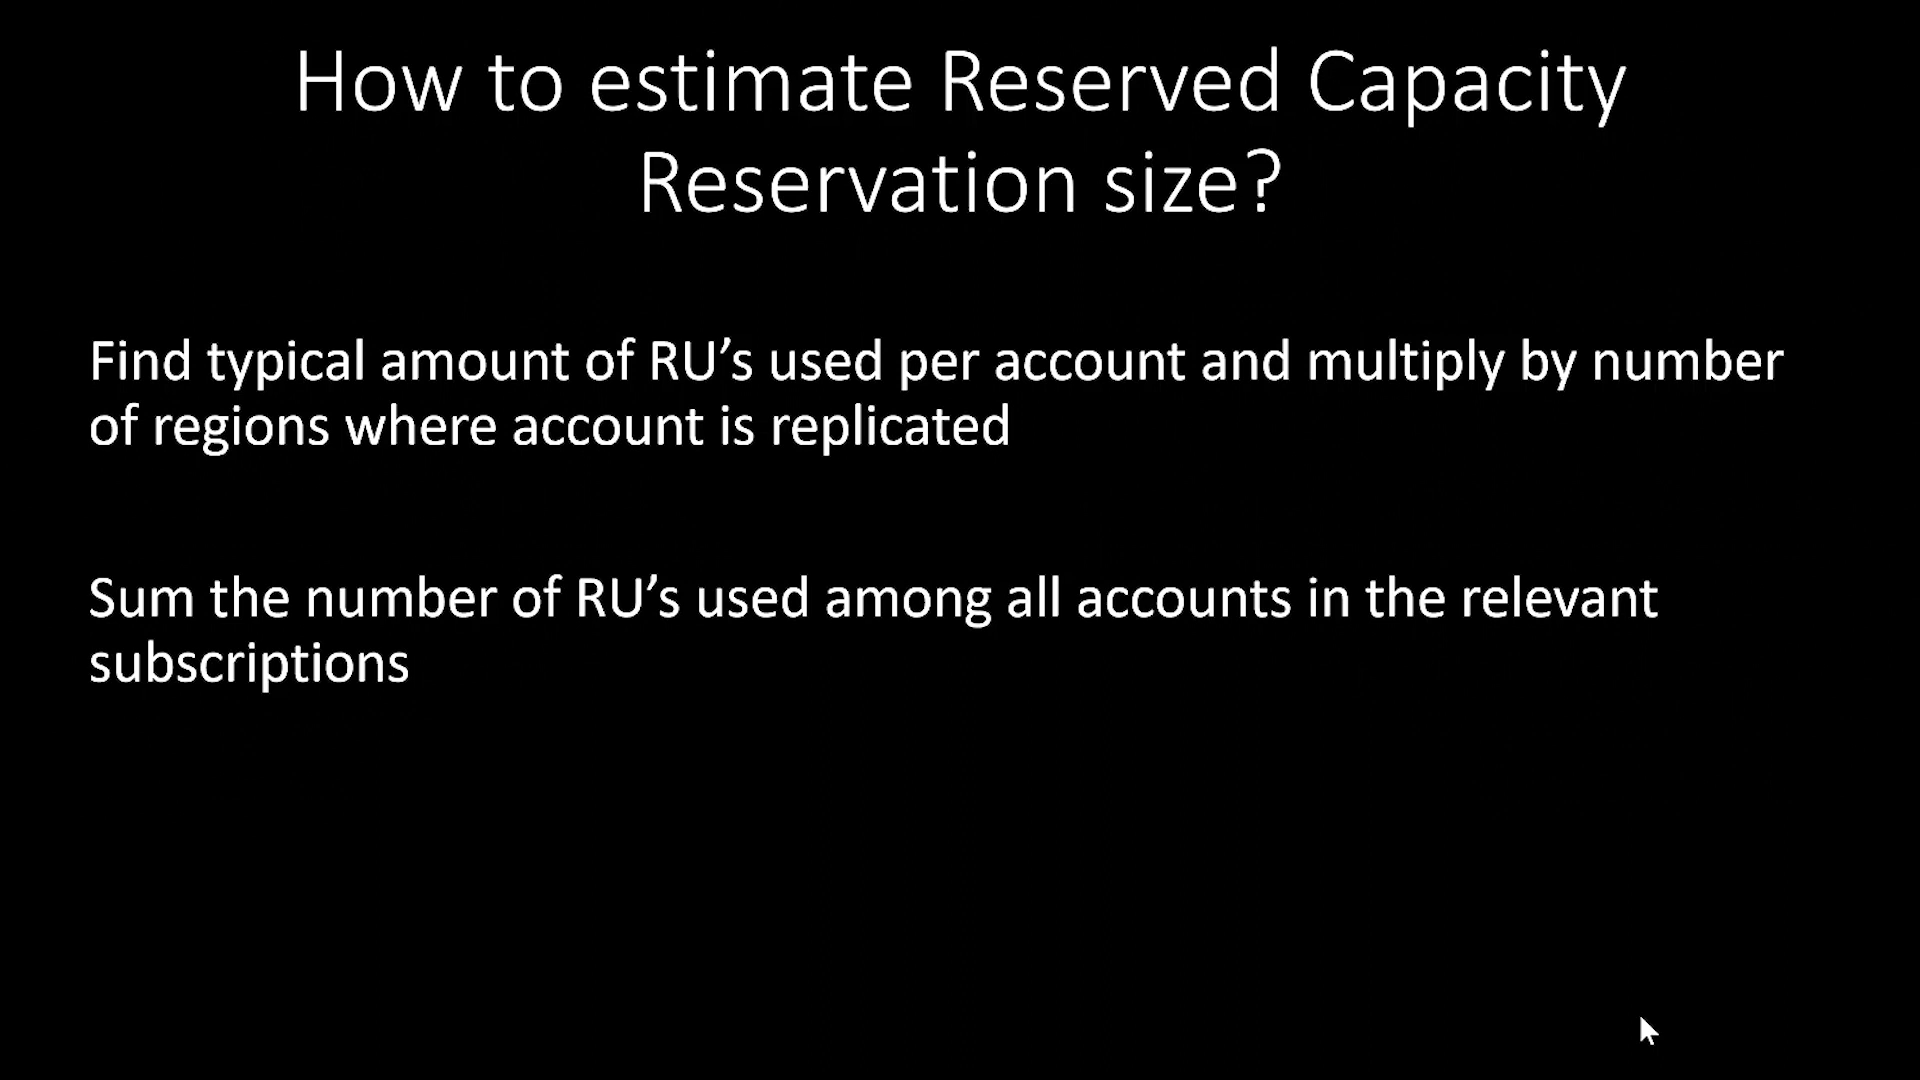 How to estimate Reserved Capacity
Reservation size?
Find typical amount of RU’s used per account and multiply by number
of regions where account is replicated
Sum the number of RU’s used among all accounts in the relevant
subscriptions